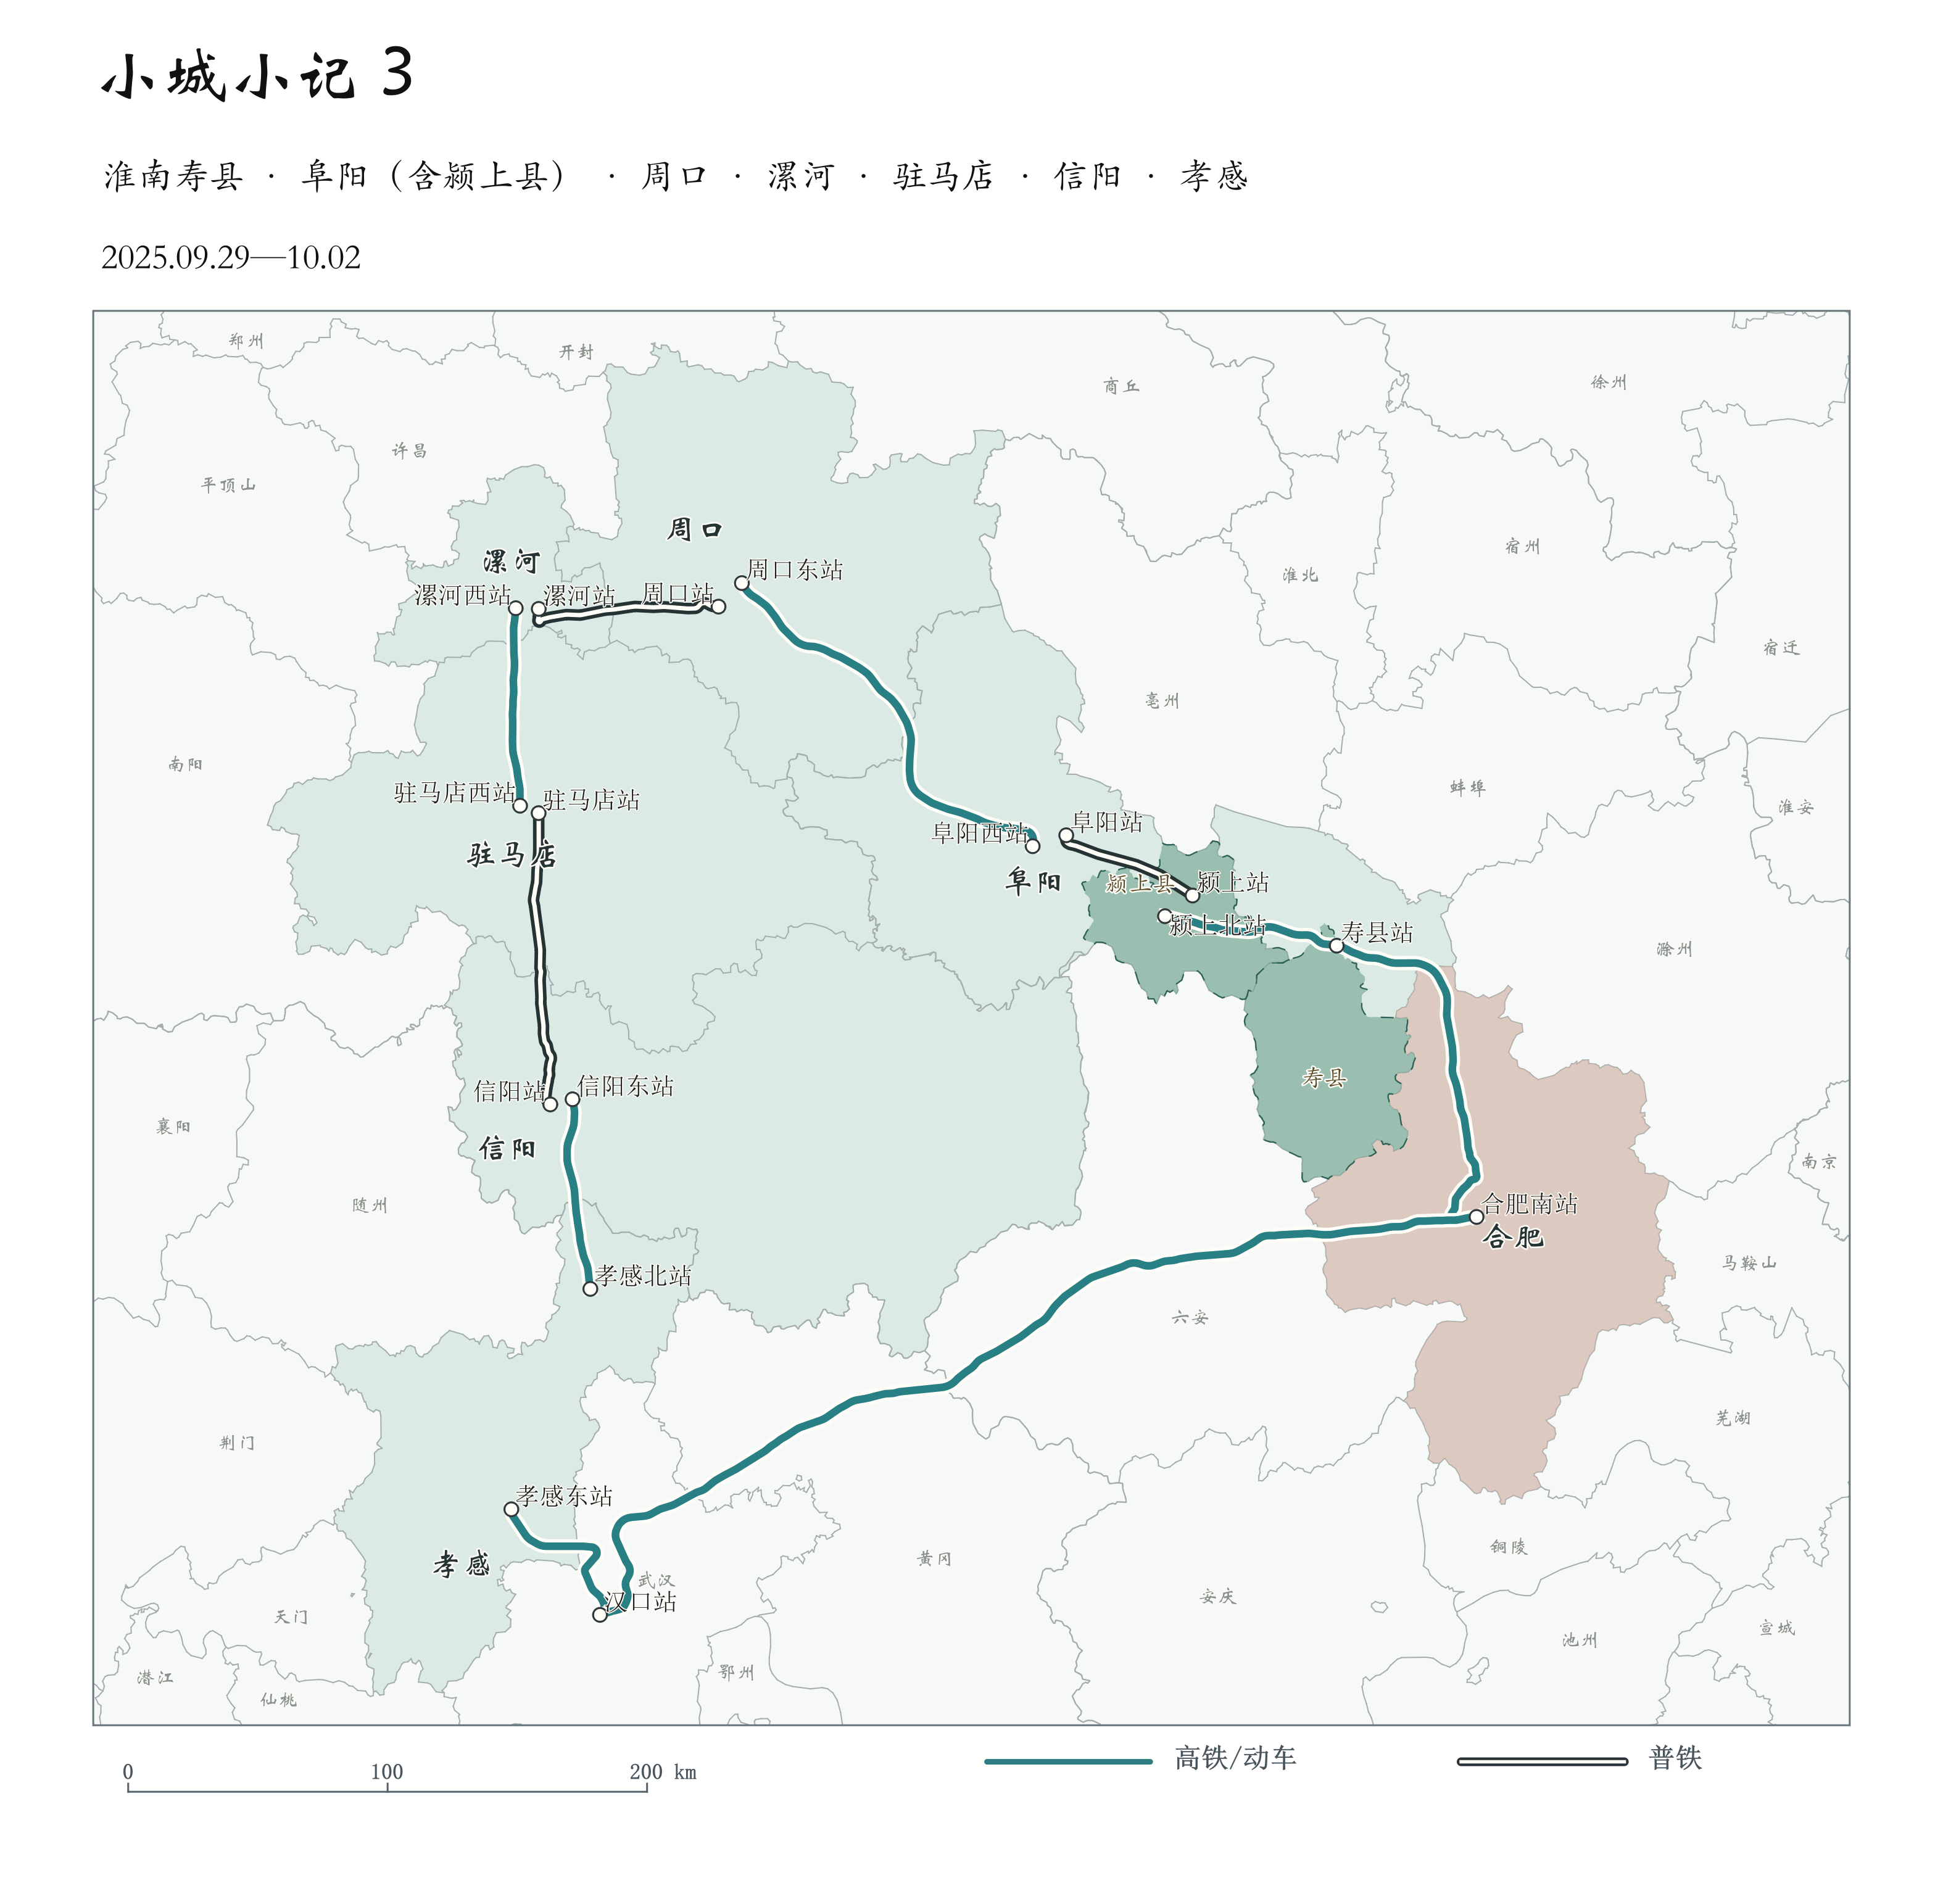 小城小记 3
淮南寿县 · 阜阳（含颍上县） · 周口 · 漯河 · 驻马店 · 信阳 · 孝感
2025.09.29—10.02
郑州
开封
商丘
徐州
许昌
平顶山
周口
宿州
漯河
周口东站
淮北
漯河西站
漯河站
周口站
宿迁
亳州
南阳
蚌埠
驻马店西站
驻马店站
淮安
阜阳西站
阜阳站
驻马店
阜阳
颍上县
颍上站
颍上北站
寿县站
滁州
寿县
信阳站
信阳东站
襄阳
信阳
南京
随州
合肥南站
合肥
孝感北站
马鞍山
六安
芜湖
荆门
孝感东站
铜陵
孝感
黄冈
武汉
汉口站
安庆
天门
池州
宣城
潜江
鄂州
仙桃
0 100 200 km
高铁/动车
普铁